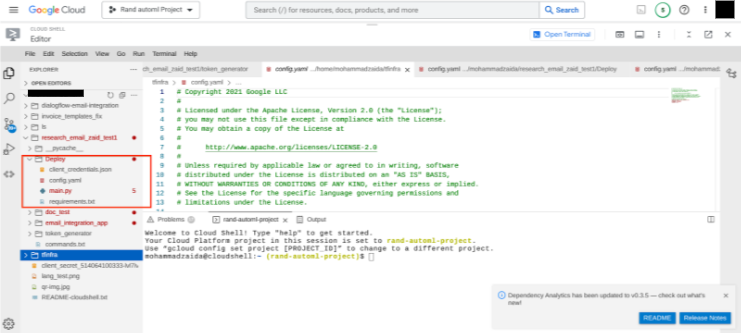 Google Cloud
Rand automl Project
Search (/) for resources, docs, products, and more
Search
5
CLOUD SHELL
Editor
Open Terminal
File Edit Selection View Go Run Terminal Help
EXPLORER
OPEN EDITORS
dialogflow-email-integration
invoice_templates_fix
ls
research_email_zaid_test1
__pycache__
Deploy
client_credentials.json
config.yaml
main.py 5
requirements.txt
doc_test
email_integration_app
token_generator
commands.txt
tfinfra
lang_test.png
qr-img.jpg
README-cloudshell.txt
ch_email_zaid_test1/token_generator
config.yaml .../home/mohammadzaida/tfinfra
config.yaml .../mohammadzaida/research_email_zaid_test1/Deploy
config.yaml .../mohammadza
tfinfra > config.yaml > ...
1 # Copyright 2021 Google LLC
2 #
3 # Licensed under the Apache License, Version 2.0 (the "License");
4 # you may not use this file except in compliance with the License.
5 # You may obtain a copy of the License at
6 #
7 # http://www.apache.org/licenses/LICENSE-2.0
8 #
9 # Unless required by applicable law or agreed to in writing, software
10 # distributed under the License is distributed on an "AS IS" BASIS,
11 # WITHOUT WARRANTIES OR CONDITIONS OF ANY KIND, either express or implied.
12 # See the License for the specific language governing permissions and
13 # limitations under the License.
Problems
rand-automl-project
Output
Welcome to Cloud Shell! Type "help" to get started.
Your Cloud Platform project in this session is set to rand-automl-project.
Use "gcloud config set project [PROJECT_ID]" to change to a different project.
mohammadzaida@cloudshell:~ (rand-automl-project)$
Dependency Analytics has been updated to v0.3.5 — check out what's
new!
README
Release Notes